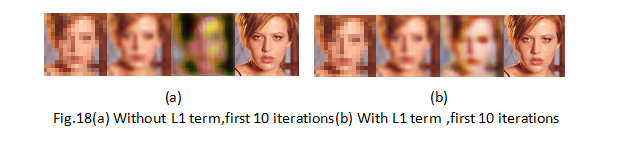 (a) (b)
Fig.18(a) Without L1 term,first 10 iterations(b) With L1 term ,first 10 iterations